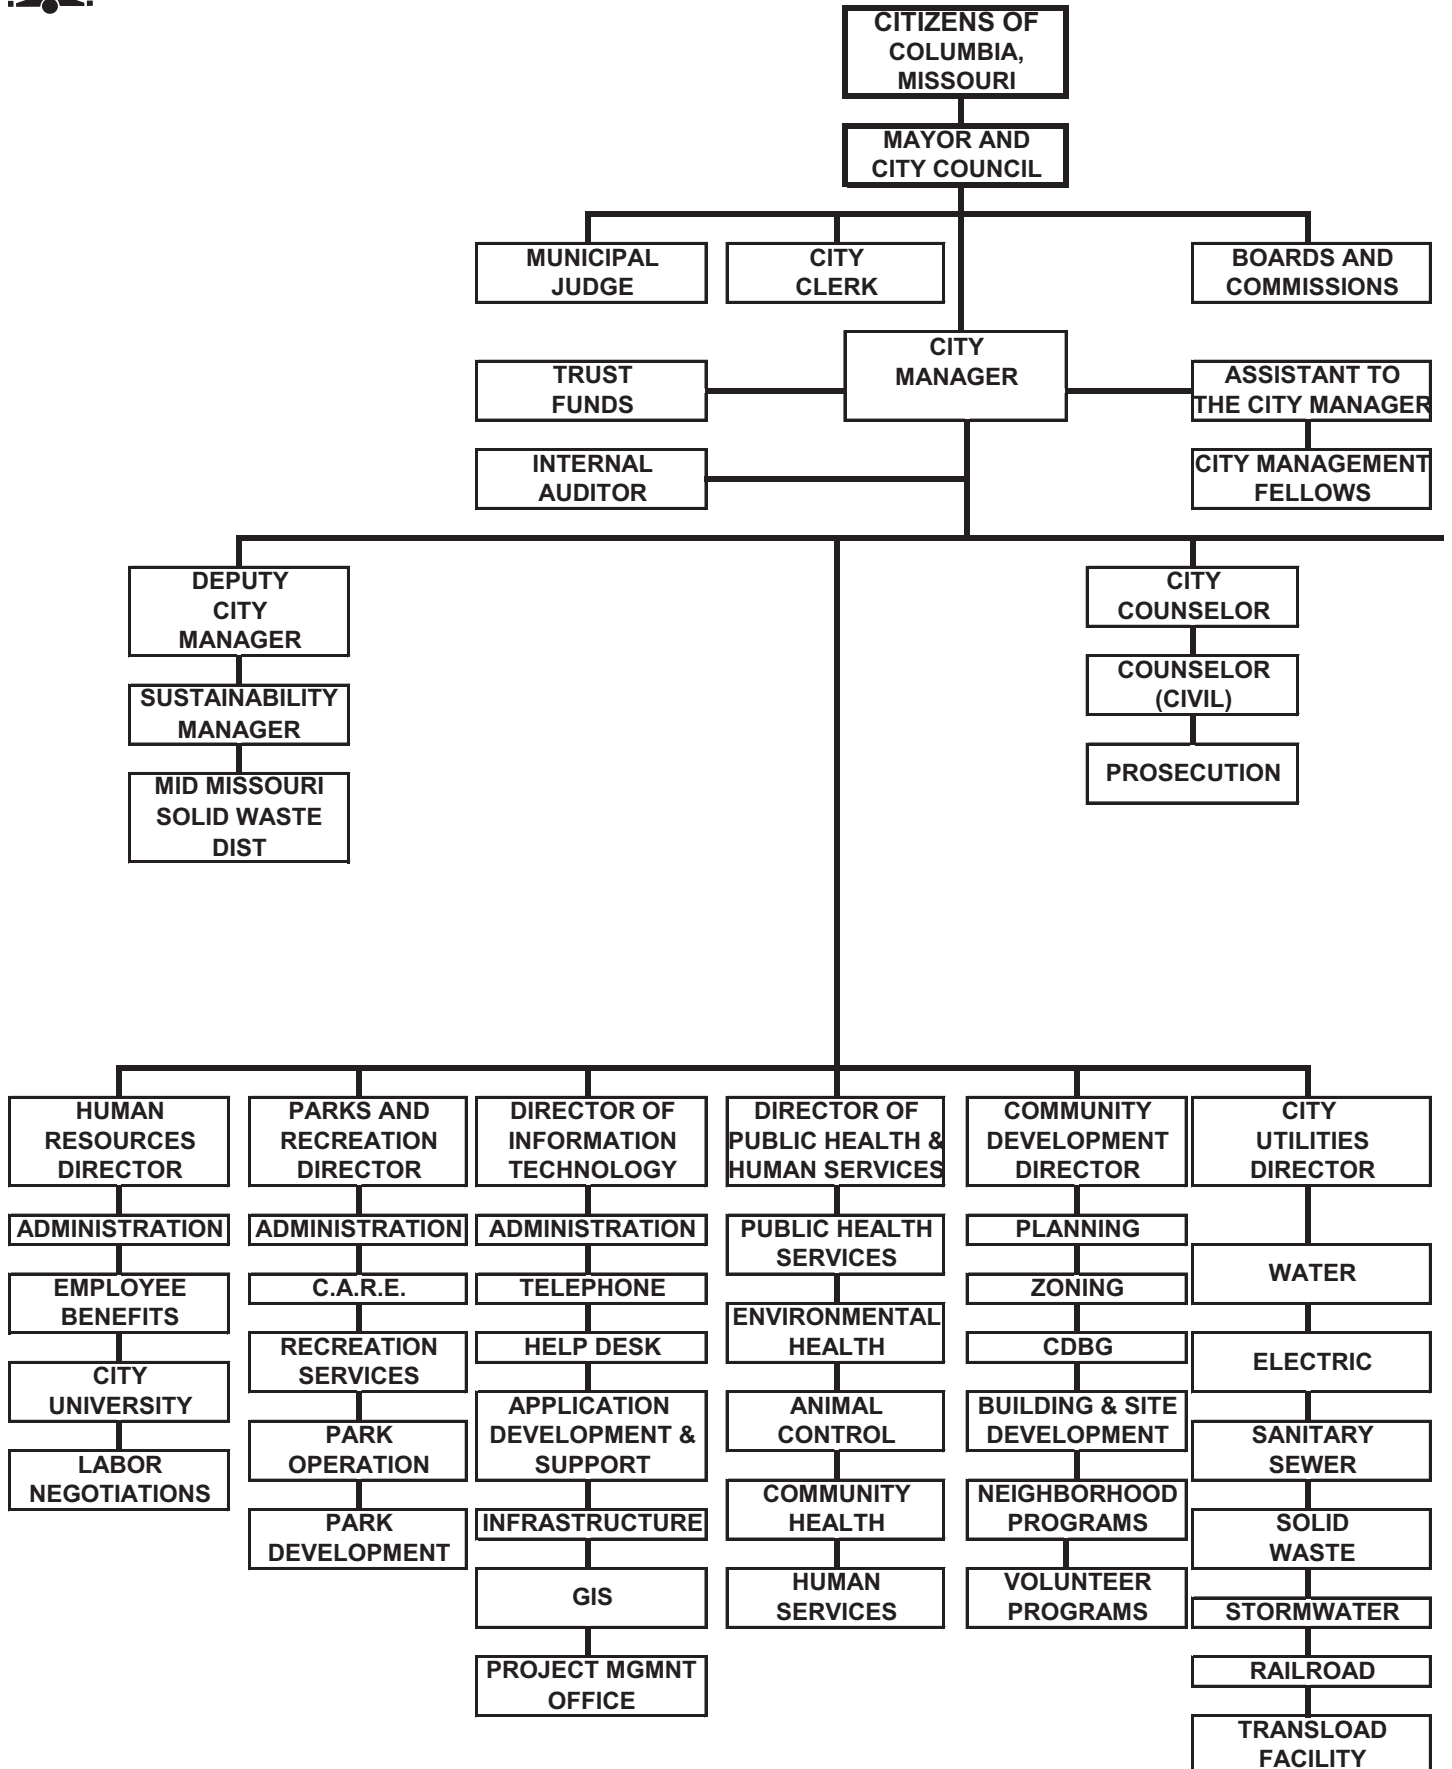 CITIZENS OF
COLUMBIA,
MISSOURI
MAYOR AND
CITY COUNCIL
MUNICIPAL
JUDGE
CITY
CLERK
BOARDS AND
COMMISSIONS
CITY
MANAGER
TRUST
FUNDS
ASSISTANT TO
THE CITY MANAGER
INTERNAL
AUDITOR
CITY MANAGEMENT
FELLOWS
DEPUTY
CITY
MANAGER
SUSTAINABILITY
MANAGER
MID MISSOURI
SOLID WASTE
DIST
CITY
COUNSELOR
COUNSELOR
(CIVIL)
PROSECUTION
HUMAN
RESOURCES
DIRECTOR
ADMINISTRATION
EMPLOYEE
BENEFITS
CITY
UNIVERSITY
LABOR
NEGOTIATIONS
PARKS AND
RECREATION
DIRECTOR
ADMINISTRATION
C.A.R.E.
RECREATION
SERVICES
PARK
OPERATION
PARK
DEVELOPMENT
DIRECTOR OF
INFORMATION
TECHNOLOGY
ADMINISTRATION
TELEPHONE
HELP DESK
APPLICATION
DEVELOPMENT &
SUPPORT
INFRASTRUCTURE
GIS
PROJECT MGMNT
OFFICE
DIRECTOR OF
PUBLIC HEALTH &
HUMAN SERVICES
PUBLIC HEALTH
SERVICES
ENVIRONMENTAL
HEALTH
ANIMAL
CONTROL
COMMUNITY
HEALTH
HUMAN
SERVICES
COMMUNITY
DEVELOPMENT
DIRECTOR
PLANNING
ZONING
CDBG
BUILDING & SITE
DEVELOPMENT
NEIGHBORHOOD
PROGRAMS
VOLUNTEER
PROGRAMS
CITY
UTILITIES
DIRECTOR
WATER
ELECTRIC
SANITARY
SEWER
SOLID
WASTE
STORMWATER
RAILROAD
TRANSLOAD
FACILITY